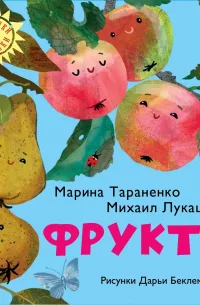 Марина Тараненко
Михаил Лукаш
ФРУКТ
Рисунки Дарьи Беклем